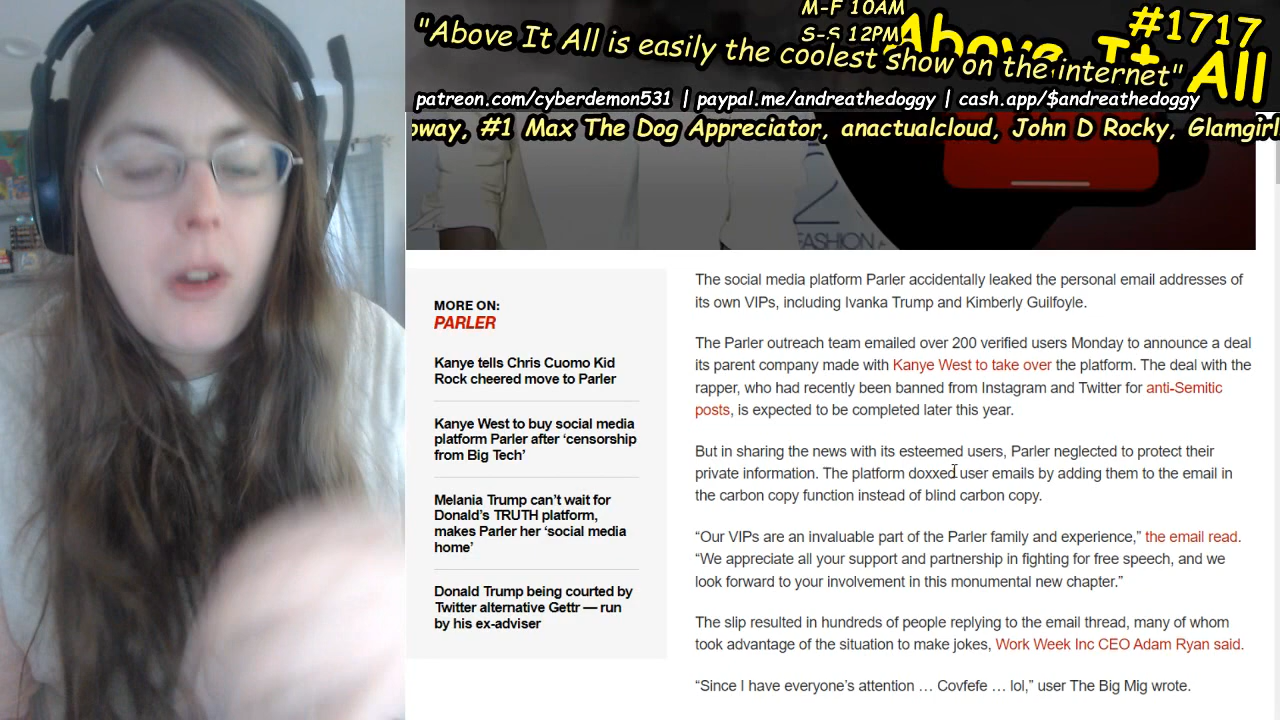 M-F 10AM
S-S 12PM
#1717
Above It All
"Above It All is easily the coolest show on the internet"
patreon.com/cyberdemon531 | paypal.me/andreathedoggy | cash.app/$andreathedoggy
oway, #1 Max The Dog Appreciator, anactualcloud, John D Rocky, Glamgirl
2
FASHION A
MORE ON:
PARLER
Kanye tells Chris Cuomo Kid
Rock cheered move to Parler
Kanye West to buy social media
platform Parler after ‘censorship
from Big Tech’
Melania Trump can’t wait for
Donald’s TRUTH platform,
makes Parler her ‘social media
home’
Donald Trump being courted by
Twitter alternative Gettr — run
by his ex-adviser
The social media platform Parler accidentally leaked the personal email addresses of
its own VIPs, including Ivanka Trump and Kimberly Guilfoyle.
The Parler outreach team emailed over 200 verified users Monday to announce a deal
its parent company made with Kanye West to take over the platform. The deal with the
rapper, who had recently been banned from Instagram and Twitter for anti-Semitic
posts, is expected to be completed later this year.
But in sharing the news with its esteemed users, Parler neglected to protect their
private information. The platform doxxed user emails by adding them to the email in
the carbon copy function instead of blind carbon copy.
“Our VIPs are an invaluable part of the Parler family and experience,” the email read.
“We appreciate all your support and partnership in fighting for free speech, and we
look forward to your involvement in this monumental new chapter.”
The slip resulted in hundreds of people replying to the email thread, many of whom
took advantage of the situation to make jokes, Work Week Inc CEO Adam Ryan said.
“Since I have everyone’s attention … Covfefe … lol,” user The Big Mig wrote.